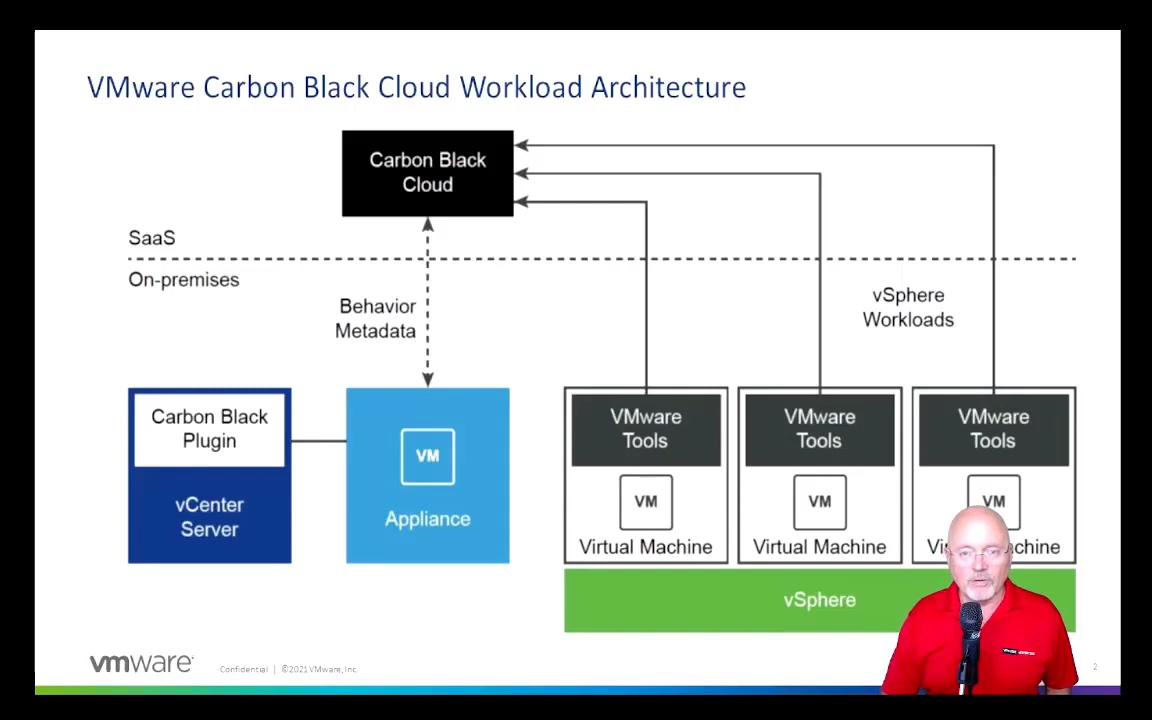 VMware Carbon Black Cloud Workload Architecture
Carbon Black
Cloud
SaaS
On-premises
Behavior
Metadata
vSphere
Workloads
Carbon Black
Plugin
vCenter
Server
VM
Appliance
VMware
Tools
VM
Virtual Machine
VMware
Tools
VM
Virtual Machine
VMware
Tools
VM
chine
vSphere
vmware
Confidential | ©2021 VMware, Inc.
2